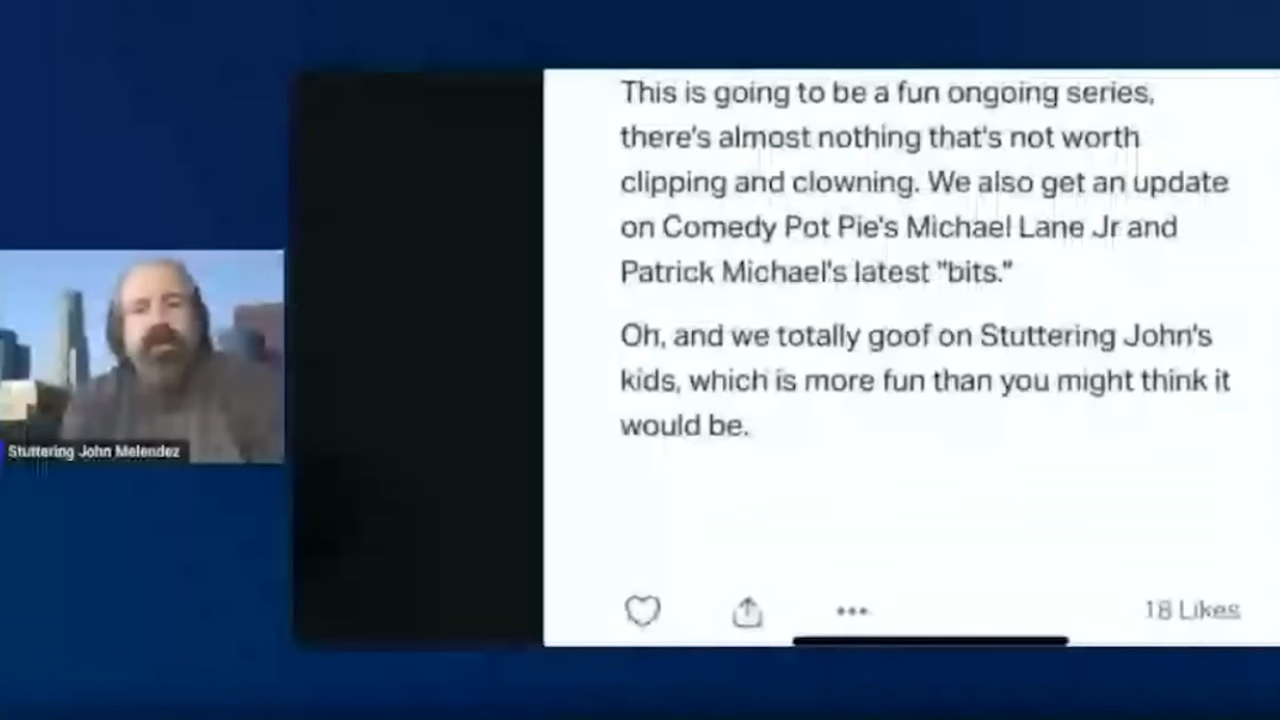 This is going to be a fun ongoing series,
there's almost nothing that's not worth
clipping and clowning. We also get an update
on Comedy Pot Pie's Michael Lane Jr and
Patrick Michael's latest "bits."
Oh, and we totally goof on Stuttering John's
kids, which is more fun than you might think it
would be.
18 Likes
Stuttering John Melendez